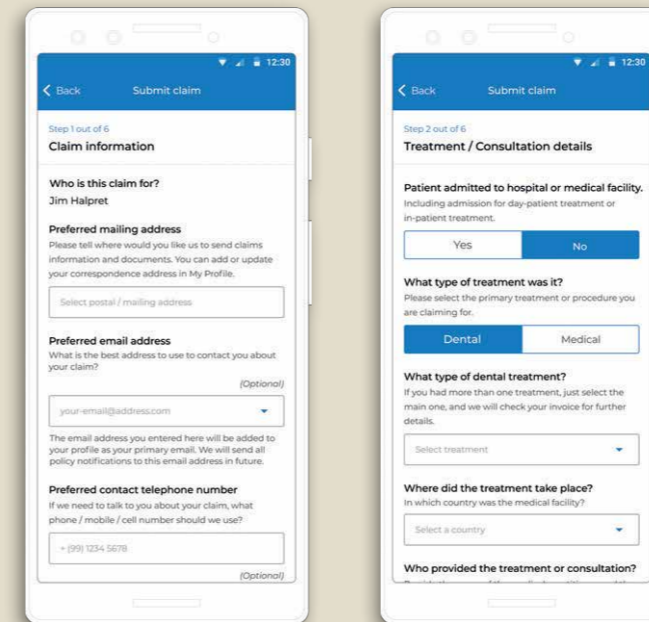 12:30
Back
Submit claim
Step 1 out of 6
Claim information
Who is this claim for?
Jim Halpret
Preferred mailing address
Please tell where would you like us to send claims
information and documents. You can add or update
your correspondence address in My Profile.
Select postal / mailing address
Preferred email address
What is the best address to use to contact you about
your claim?
(Optional)
your-email@address.com
The email address you entered here will be added to
your profile as your primary email. We will send all
policy notifications to this email address in future.
Preferred contact telephone number
If we need to talk to you about your claim, what
phone / mobile / cell number should we use?
+ (99) 1234 5678
(Optional)
12:30
Back
Submit claim
Step 2 out of 6
Treatment / Consultation details
Patient admitted to hospital or medical facility.
Including admission for day-patient treatment or
in-patient treatment.
Yes
No
What type of treatment was it?
Please select the primary treatment or procedure you
are claiming for.
Dental
Medical
What type of dental treatment?
If you had more than one treatment, just select the
main one, and we will check your invoice for further
details.
Select treatment
Where did the treatment take place?
In which country was the medical facility?
Select a country
Who provided the treatment or consultation?